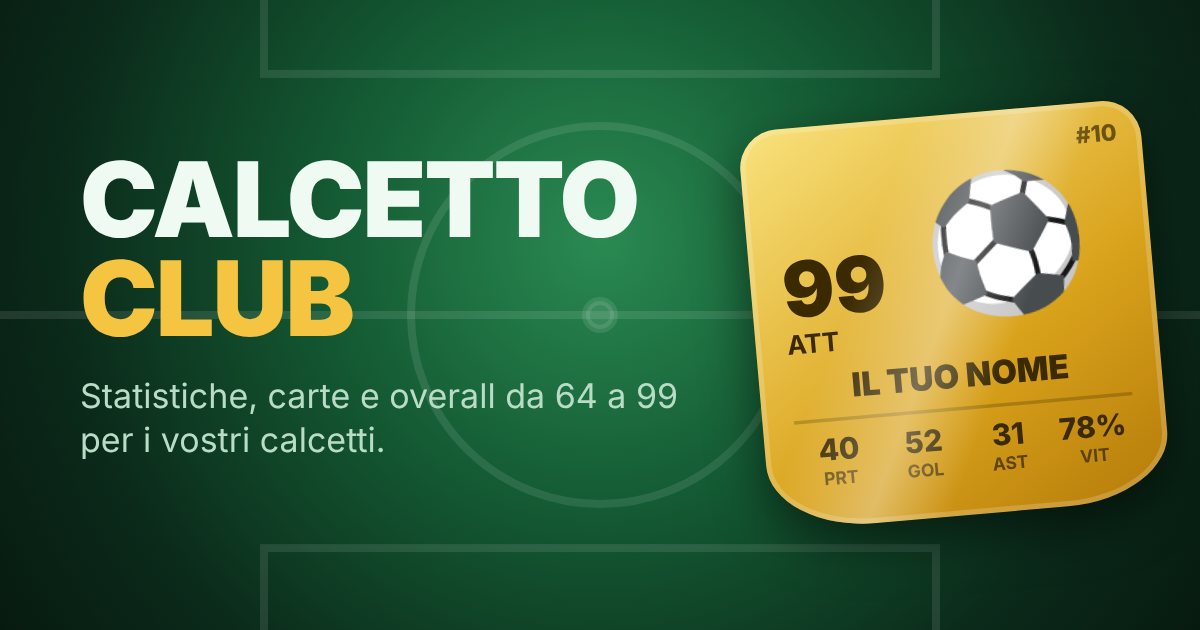 CALCETTO
CLUB
Statistiche, carte e overall da 64 a 99
per i vostri calcetti.
#10
99
ATT
IL TUO NOME
40 52 31 78%
PRT GOL AST VIT